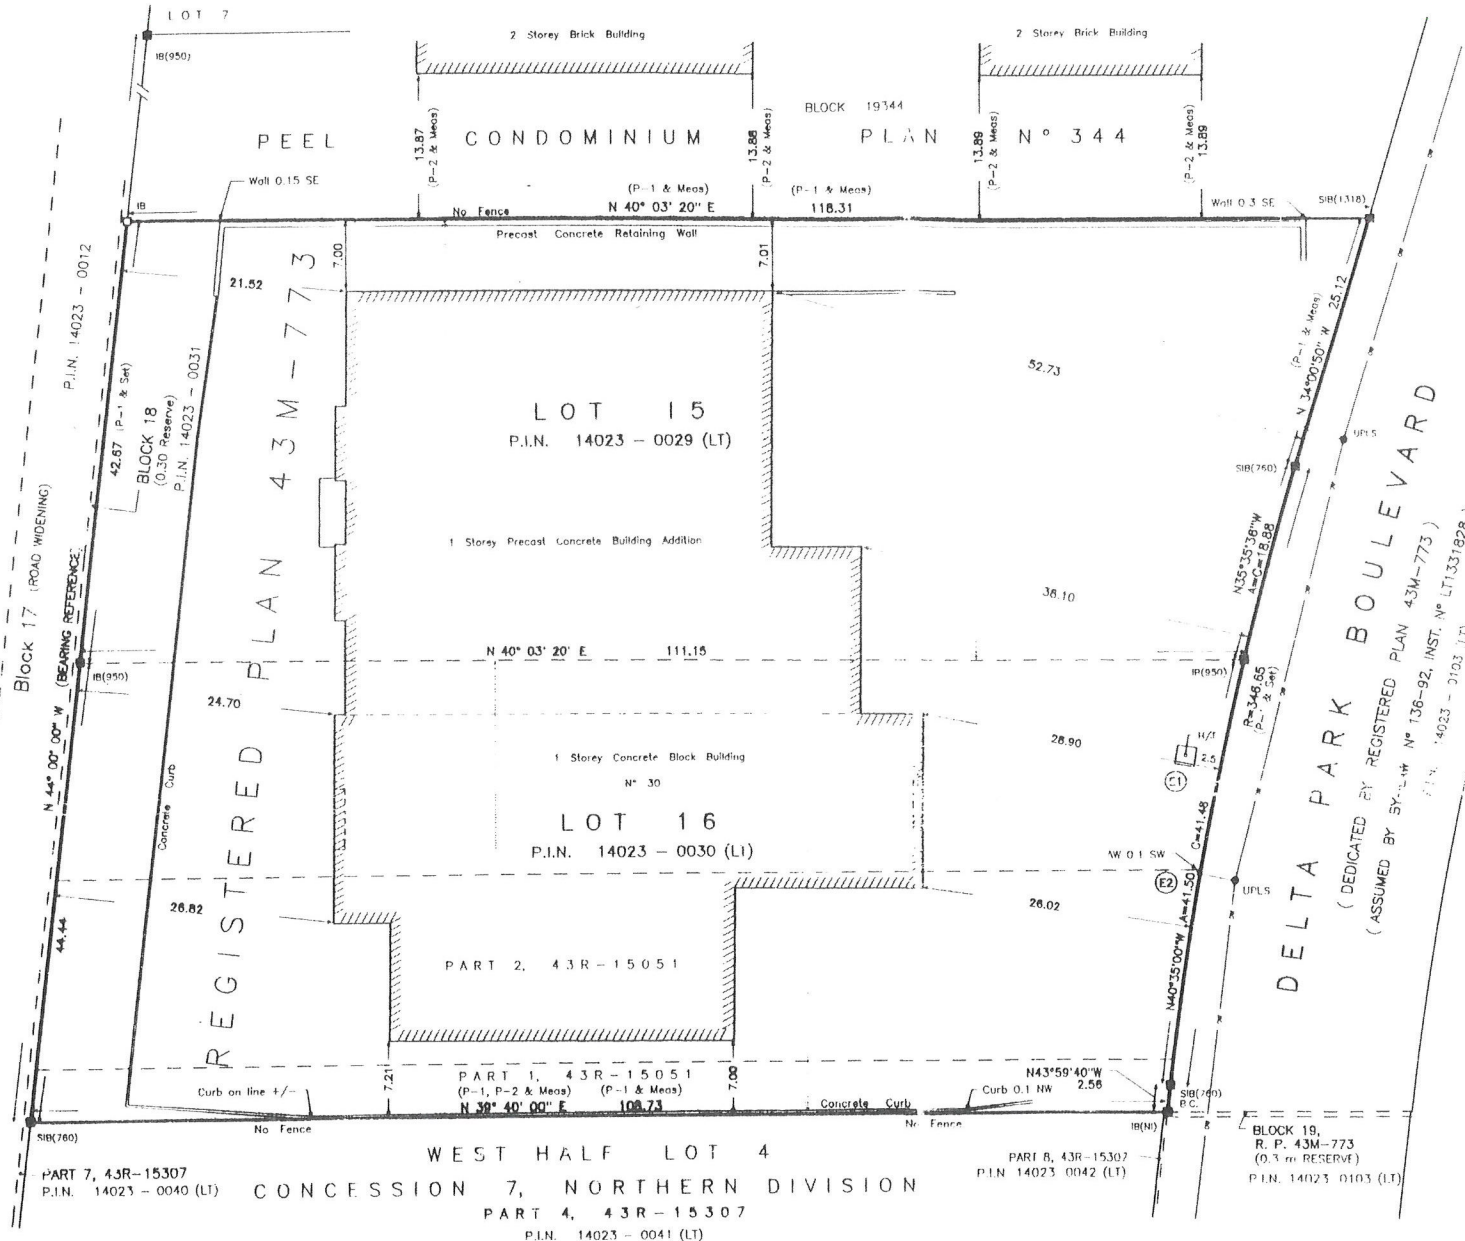 LOT 7
IB(950)
2 Storey Brick Building
2 Storey Brick Building
BLOCK 19344
PEEL CONDOMINIUM PLAN N° 344
13.87
(P-2 & Meas)
13.88
(P-2 & Meas)
13.89
(P-2 & Meas)
13.89
(P-2 & Meas)
Wall 0.15 SE
IB
No Fence
(P-1 & Meas)
N 40° 03' 20" E
(P-1 & Meas)
118.31
Wall 0.3 SE
SIB(1318)
Precast Concrete Retaining Wall
7.00
7.01
21.52
P.I.N. 14023 - 0012
42.67 (P-1 & Set)
BLOCK 18
(0.30 Reserve)
P.I.N. 14023 - 0031
REGISTERED PLAN 43M-773
(P-1 & Meas)
N 34°00'50" W 25.12
52.73
LOT 15
P.I.N. 14023 - 0029 (LT)
UPLS
SIB(760)
1 Storey Precast Concrete Building Addition
Block 17 (ROAD WIDENING)
(BEARING REFERENCE)
N 44° 00' 00" W
N35°35'36"W
A=C=18.88
38.10
N 40° 03' 20' E 111.15
IB(950)
IP(950)
R=346.65
(P-1 & Set)
24.70
28.90
H/T
2.5
E1
1 Storey Concrete Block Building
N° 30
Concrete Curb
LOT 16
P.I.N. 14023 - 0030 (LT)
C=41.48
AW 0.1 SW
E2
UPLS
A=41.50
N40°35'00"W
26.82
26.02
44.44
DELTA PARK BOULEVARD
( DEDICATED BY REGISTERED PLAN 43M-773 )
( ASSUMED BY BY-LAW N° 136-92, INST. N° LT1331828
P.I.N. 14023 - 0103 (LT)
PART 2, 43R-15051
7.21
7.00
PART 1, 43R-15051
(P-1, P-2 & Meas) (P-1 & Meas)
N 39° 40' 00" E 108.73
Curb on line +/-
No Fence
Concrete Curb
Curb 0.1 NW
N43°59'40"W
2.56
SIB(760)
B.C.
No Fence
IB(NI)
SIB(760)
BLOCK 19,
R. P. 43M-773
(0.3 m RESERVE)
P.I.N. 14023 0103 (LT)
WEST HALF LOT 4
PART 7, 43R-15307
P.I.N. 14023 - 0040 (LT)
PART 8, 43R-15307
P.I.N 14023 0042 (LT)
CONCESSION 7, NORTHERN DIVISION
PART 4, 43R-15307
P.I.N. 14023 - 0041 (LT)